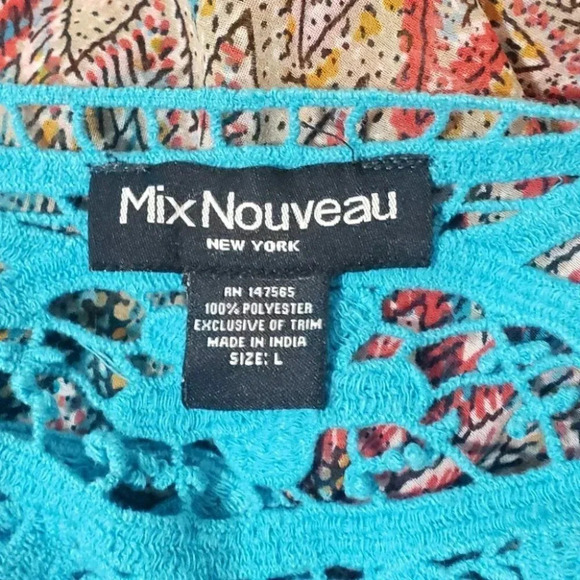 Mix Nouveau
NEW YORK
RN 147565
100% POLYESTER
EXCLUSIVE OF TRIM
MADE IN INDIA
SIZE: L